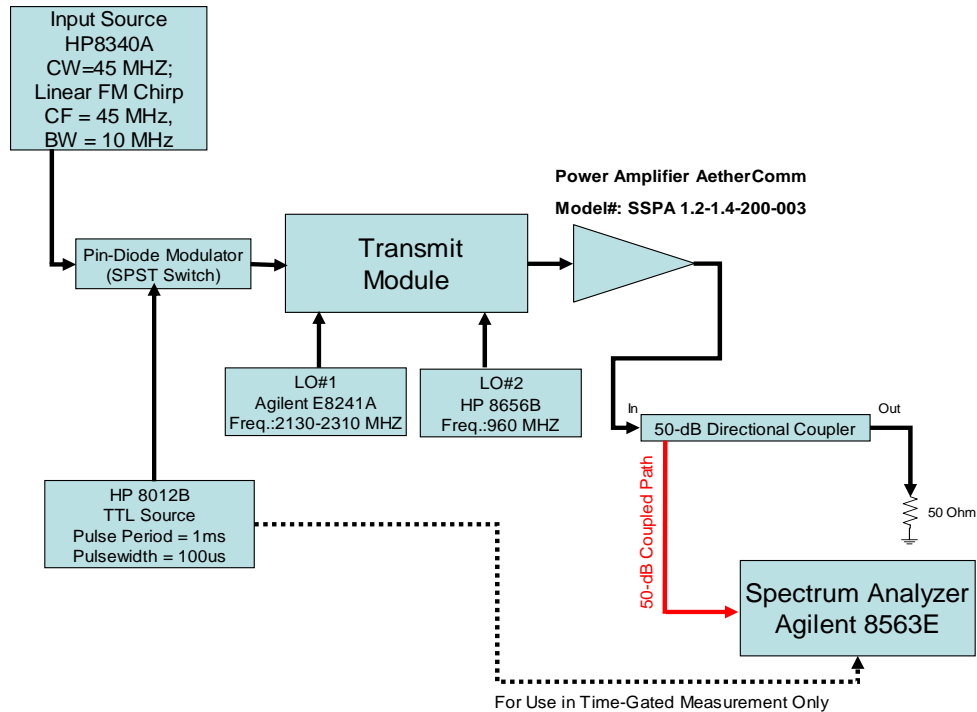 Input Source
HP8340A
CW=45 MHZ;
Linear FM Chirp
CF = 45 MHz,
BW = 10 MHz
Power Amplifier AetherComm
Model#: SSPA 1.2-1.4-200-003
Pin-Diode Modulator
(SPST Switch)
Transmit
Module
LO#1
Agilent E8241A
Freq.:2130-2310 MHZ
LO#2
HP 8656B
Freq.:960 MHZ
In
50-dB Directional Coupler
Out
50-dB Coupled Path
50 Ohm
HP 8012B
TTL Source
Pulse Period = 1ms
Pulsewidth = 100us
Spectrum Analyzer
Agilent 8563E
For Use in Time-Gated Measurement Only